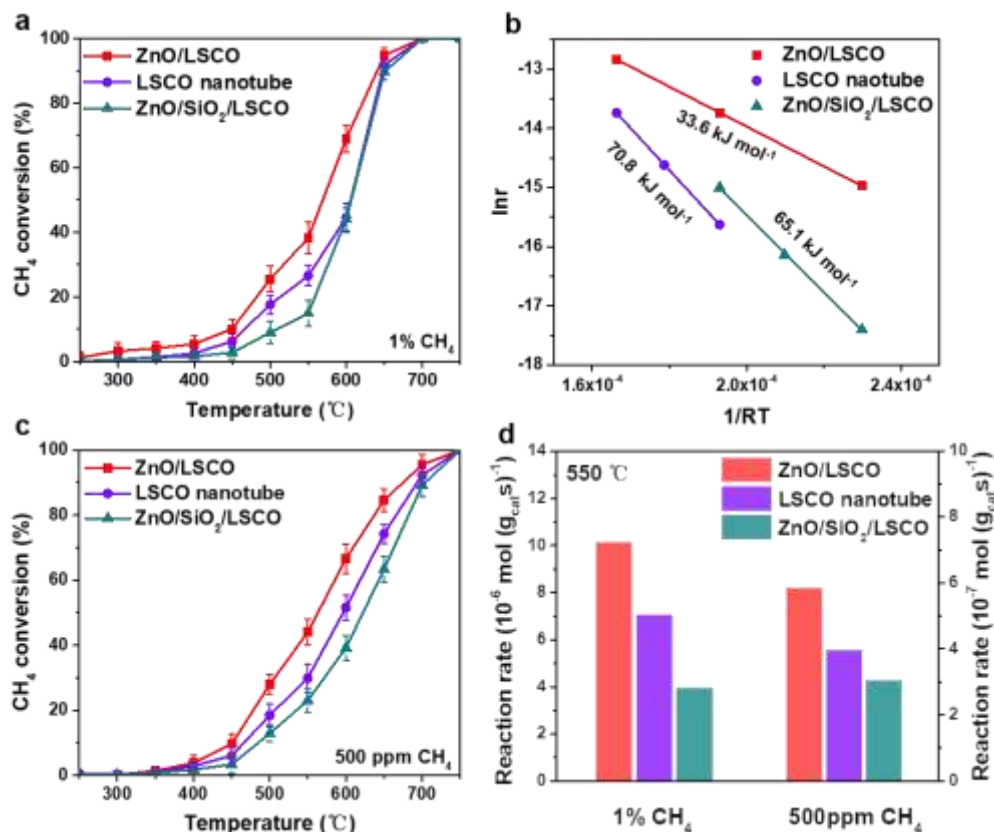 a
CH4 conversion (%)
100
80
60
40
20
0
ZnO/LSCO
LSCO nanotube
ZnO/SiO2/LSCO
1% CH4
300 400 500 600 700
Temperature (℃)
b
lnr
-13
-14
-15
-16
-17
-18
ZnO/LSCO
LSCO naotube
ZnO/SiO2/LSCO
33.6 kJ mol-1
70.8 kJ mol-1
65.1 kJ mol-1
1.6x10-4 2.0x10-4 2.4x10-4
1/RT
c
CH4 conversion (%)
100
80
60
40
20
0
ZnO/LSCO
LSCO nanotube
ZnO/SiO2/LSCO
500 ppm CH4
300 400 500 600 700
Temperature (℃)
d
Reaction rate (10-6 mol (gcats)-1)
14
12
10
8
6
4
2
0
550 ℃
ZnO/LSCO
LSCO nanotube
ZnO/SiO2/LSCO
10
8
6
4
2
0
Reaction rate (10-7 mol (gcats)-1)
1% CH4 500ppm CH4